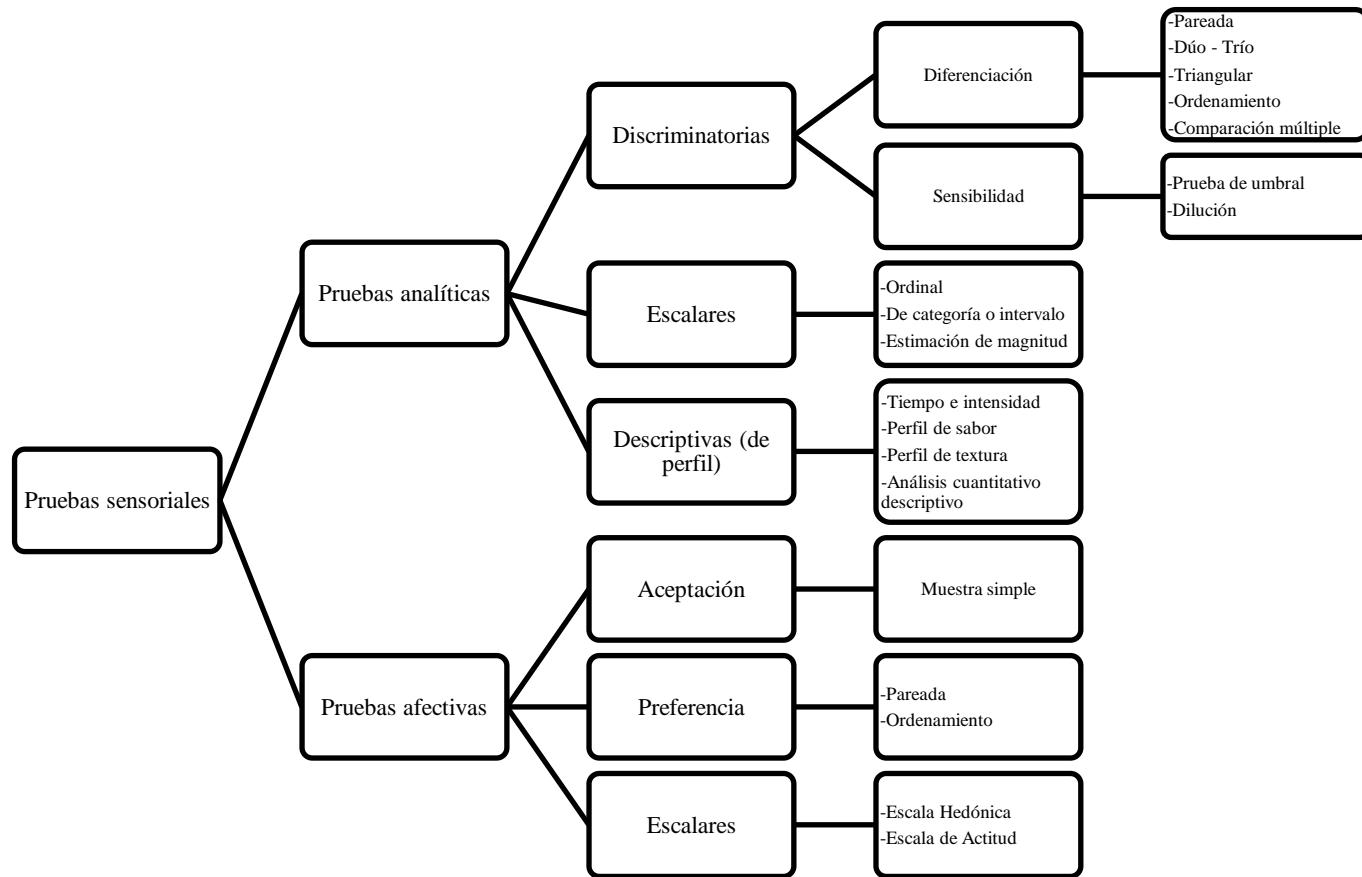 Pruebas sensoriales
Pruebas analíticas
Discriminatorias
Diferenciación
-Pareada
-Dúo - Trío
-Triangular
-Ordenamiento
-Comparación múltiple
Sensibilidad
-Prueba de umbral
-Dilución
Escalares
-Ordinal
-De categoría o intervalo
-Estimación de magnitud
Descriptivas (de
perfil)
-Tiempo e intensidad
-Perfil de sabor
-Perfil de textura
-Análisis cuantitativo
descriptivo
Pruebas afectivas
Aceptación
Muestra simple
Preferencia
-Pareada
-Ordenamiento
Escalares
-Escala Hedónica
-Escala de Actitud